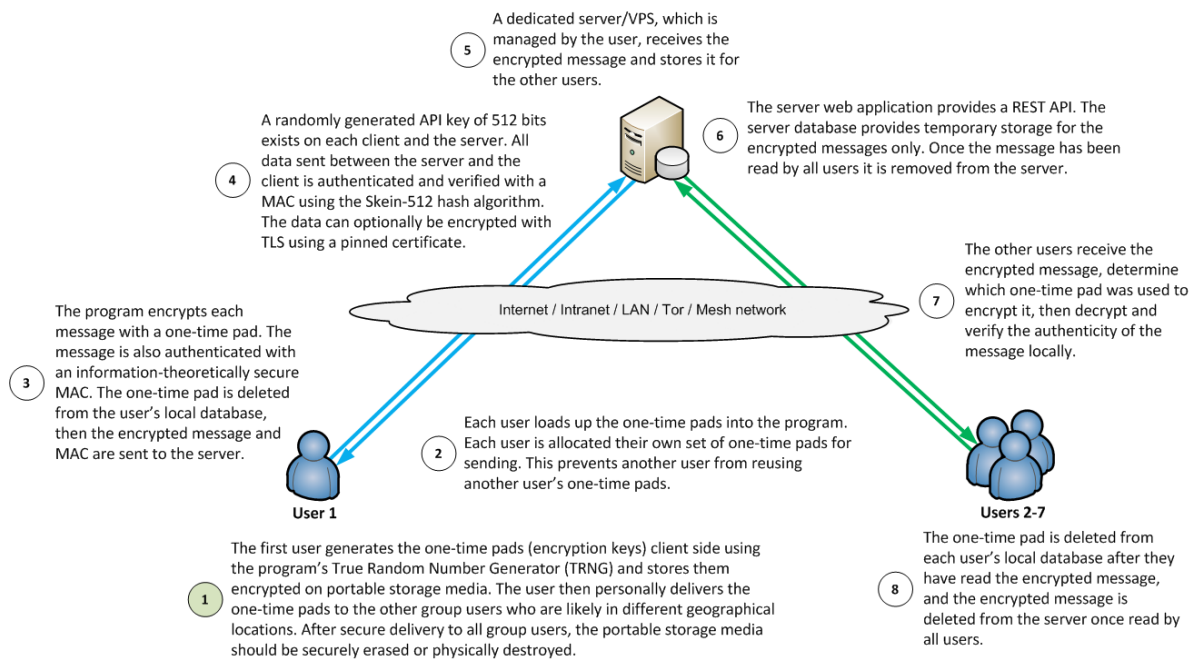 A dedicated server/VPS, which is
managed by the user, receives the
encrypted message and stores it for
the other users.
5
The server web application provides a REST API. The
server database provides temporary storage for the
encrypted messages only. Once the message has been
read by all users it is removed from the server.
6
A randomly generated API key of 512 bits
exists on each client and the server. All
data sent between the server and the
client is authenticated and verified with a
MAC using the Skein-512 hash algorithm.
The data can optionally be encrypted with
TLS using a pinned certificate.
4
The other users receive the
encrypted message, determine
which one-time pad was used to
encrypt it, then decrypt and
verify the authenticity of the
message locally.
7
Internet / Intranet / LAN / Tor / Mesh network
The program encrypts each
message with a one-time pad. The
message is also authenticated with
an information-theoretically secure
MAC. The one-time pad is deleted
from the user's local database,
then the encrypted message and
MAC are sent to the server.
3
Each user loads up the one-time pads into the program.
Each user is allocated their own set of one-time pads for
sending. This prevents another user from reusing
another user's one-time pads.
2
User 1
Users 2-7
The first user generates the one-time pads (encryption keys) client side using
the program's True Random Number Generator (TRNG) and stores them
encrypted on portable storage media. The user then personally delivers the
one-time pads to the other group users who are likely in different geographical
locations. After secure delivery to all group users, the portable storage media
should be securely erased or physically destroyed.
1
The one-time pad is deleted from
each user's local database after they
have read the encrypted message,
and the encrypted message is
deleted from the server once read by
all users.
8